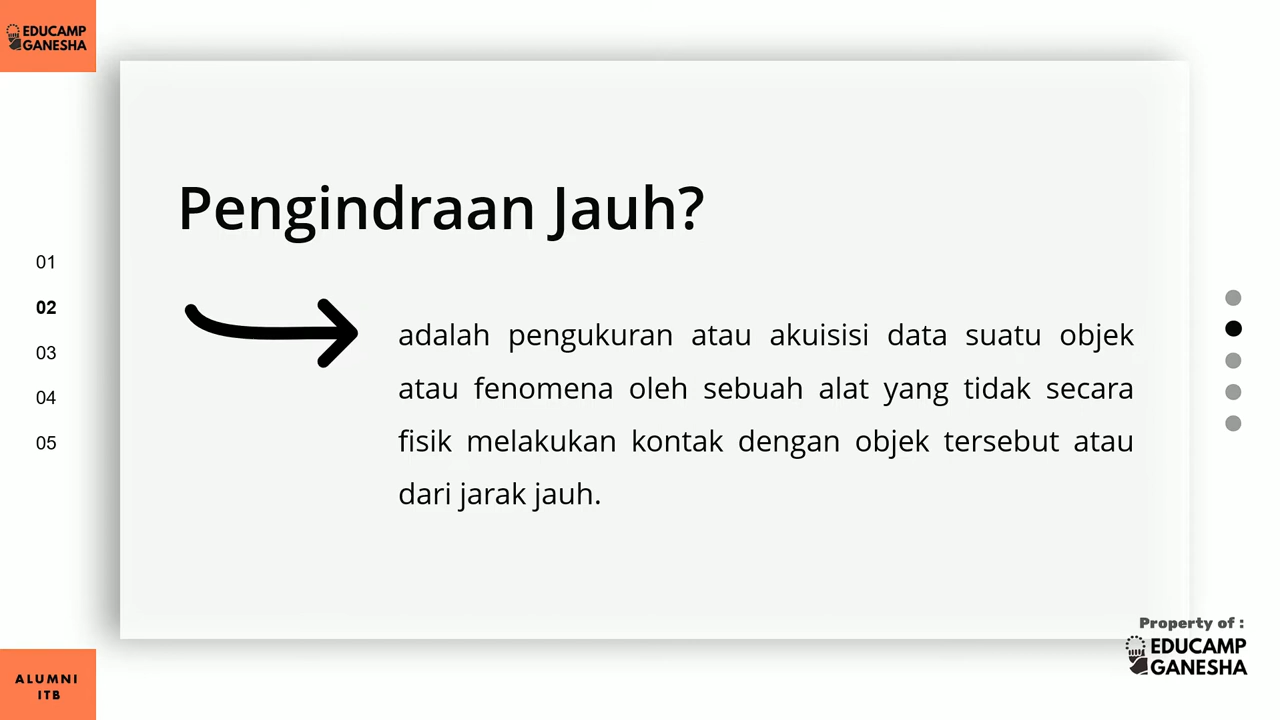 EDUCAMP
GANESHA
Pengindraan Jauh?
01
02
03
04
05
adalah pengukuran atau akuisisi data suatu objek
atau fenomena oleh sebuah alat yang tidak secara
fisik melakukan kontak dengan objek tersebut atau
dari jarak jauh.
Property of :
EDUCAMP
GANESHA
ALUMNI
ITB